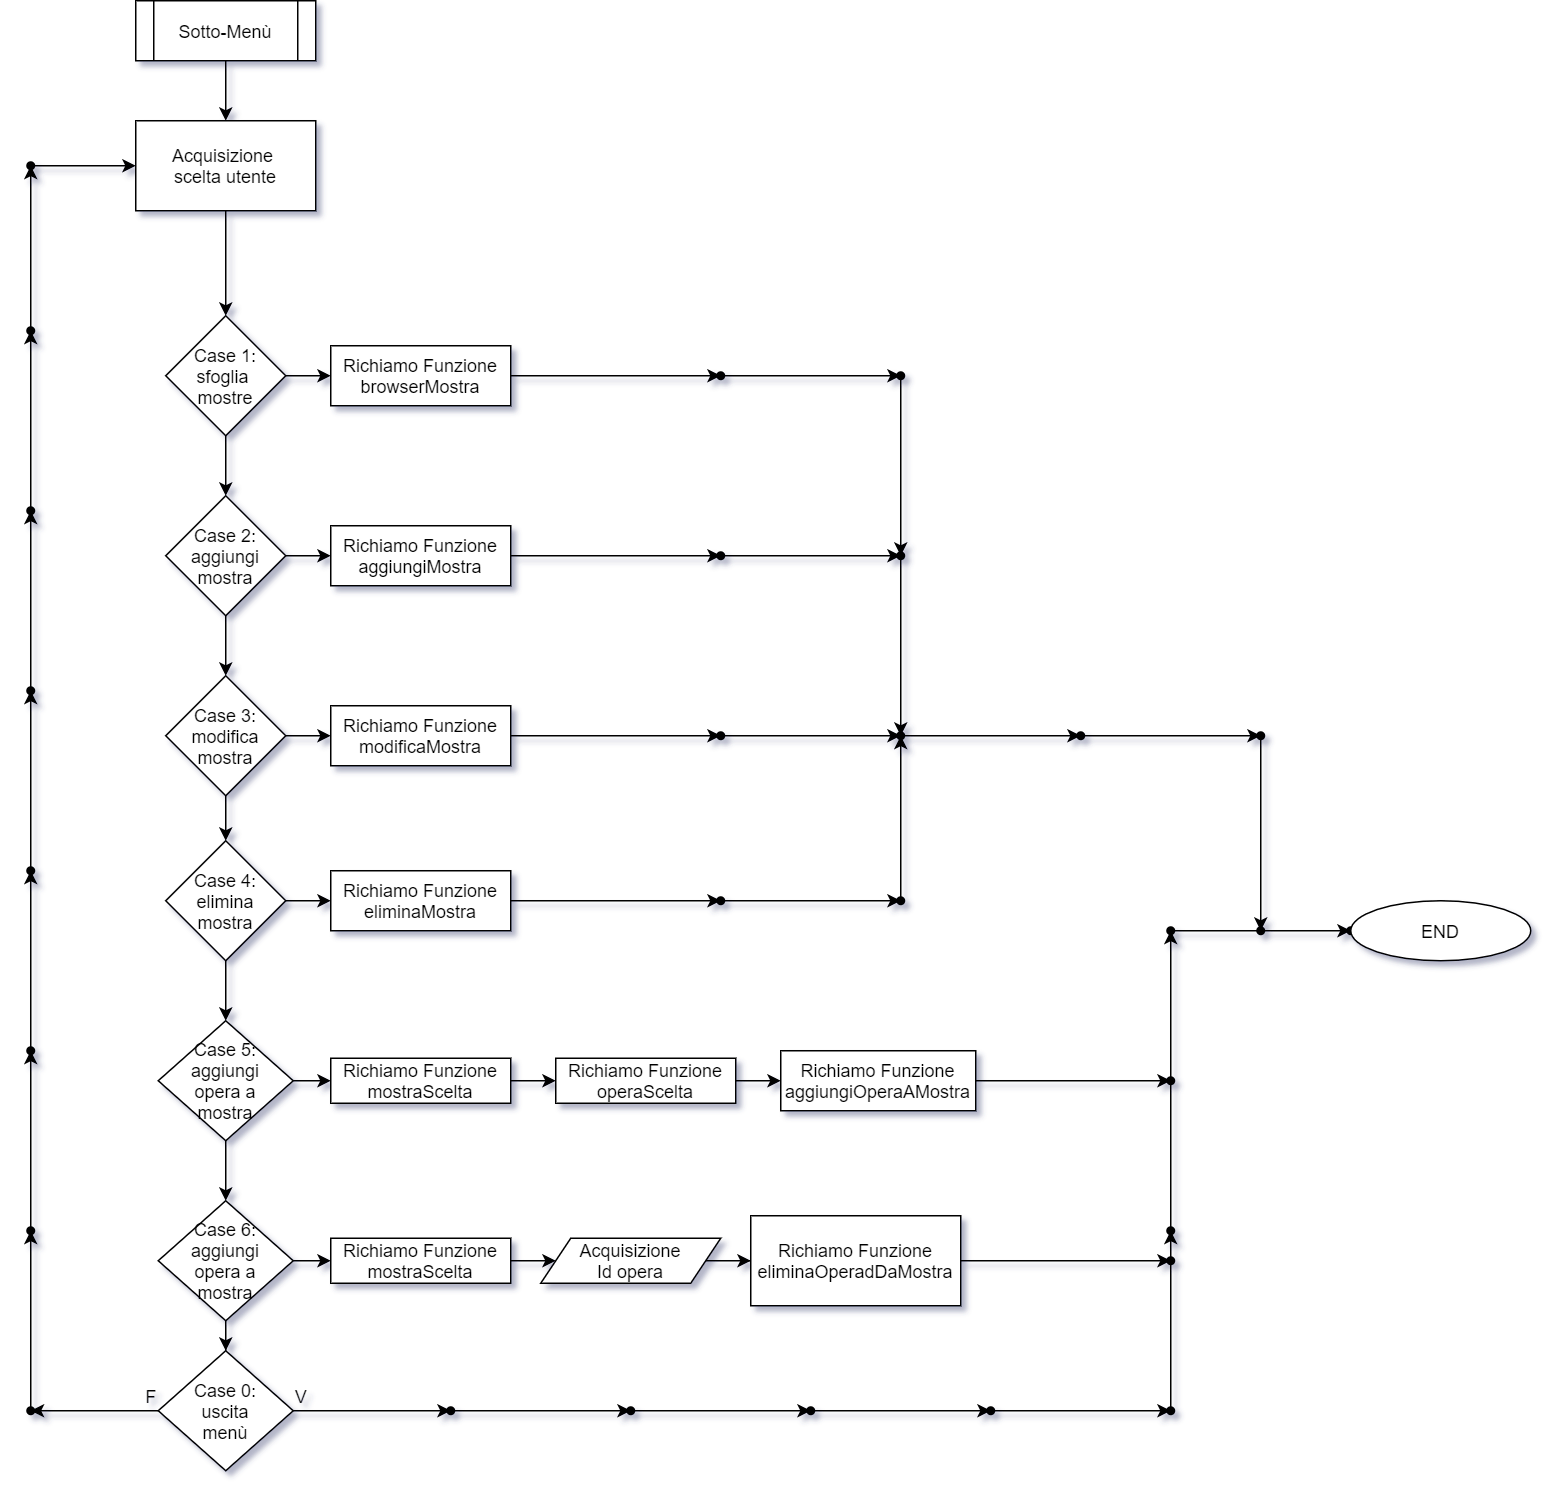 Sotto-Menù
Acquisizione
scelta utente
Case 1:
sfoglia
mostre
Richiamo Funzione
browserMostra
Case 2:
aggiungi
mostra
Richiamo Funzione
aggiungiMostra
Case 3:
modifica
mostra
Richiamo Funzione
modificaMostra
Case 4:
elimina
mostra
Richiamo Funzione
eliminaMostra
END
Case 5:
aggiungi
opera a
mostra
Richiamo Funzione
mostraScelta
Richiamo Funzione
operaScelta
Richiamo Funzione
aggiungiOperaAMostra
Case 6:
aggiungi
opera a
mostra
Richiamo Funzione
mostraScelta
Acquisizione
Id opera
Richiamo Funzione
eliminaOperadDaMostra
F
Case 0:
uscita
menù
V